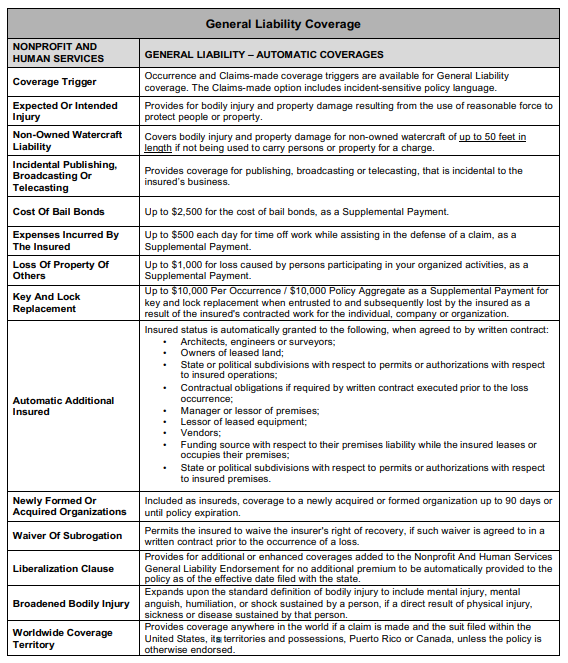 General Liability Coverage
NONPROFIT AND
HUMAN SERVICES
GENERAL LIABILITY – AUTOMATIC COVERAGES
Coverage Trigger
Occurrence and Claims-made coverage triggers are available for General Liability
coverage. The Claims-made option includes incident-sensitive policy language.
Expected Or Intended
Injury
Provides for bodily injury and property damage resulting from the use of reasonable force to
protect people or property.
Non-Owned Watercraft
Liability
Covers bodily injury and property damage for non-owned watercraft of up to 50 feet in
length if not being used to carry persons or property for a charge.
Incidental Publishing,
Broadcasting Or
Telecasting
Provides coverage for publishing, broadcasting or telecasting, that is incidental to the
insured's business.
Cost Of Bail Bonds
Up to $2,500 for the cost of bail bonds, as a Supplemental Payment.
Expenses Incurred By
The Insured
Up to $500 each day for time off work while assisting in the defense of a claim, as a
Supplemental Payment.
Loss Of Property Of
Others
Up to $1,000 for loss caused by persons participating in your organized activities, as a
Supplemental Payment.
Key And Lock
Replacement
Up to $10,000 Per Occurrence / $10,000 Policy Aggregate as a Supplemental Payment for
key and lock replacement when entrusted to and subsequently lost by the insured as a
result of the insured's contracted work for the individual, company or organization.
Automatic Additional
Insured
Insured status is automatically granted to the following, when agreed to by written contract:
• Architects, engineers or surveyors;
• Owners of leased land;
• State or political subdivisions with respect to permits or authorizations with respect
to insured operations;
• Contractual obligations if required by written contract executed prior to the loss
occurrence;
• Manager or lessor of premises;
• Lessor of leased equipment;
• Vendors;
• Funding source with respect to their premises liability while the insured leases or
occupies their premises;
• State or political subdivisions with respect to permits or authorizations with respect
to insured premises.
Newly Formed Or
Acquired Organizations
Included as insureds, coverage to a newly acquired or formed organization up to 90 days or
until policy expiration.
Waiver Of Subrogation
Permits the insured to waive the insurer's right of recovery, if such waiver is agreed to in a
written contract prior to the occurrence of a loss.
Liberalization Clause
Provides for additional or enhanced coverages added to the Nonprofit And Human Services
General Liability Endorsement for no additional premium to be automatically provided to the
policy as of the effective date filed with the state.
Broadened Bodily Injury
Expands upon the standard definition of bodily injury to include mental injury, mental
anguish, humiliation, or shock sustained by a person, if a direct result of physical injury,
sickness or disease sustained by that person.
Worldwide Coverage
Territory
Provides coverage anywhere in the world if a claim is made and the suit filed within the
United States, its territories and possessions, Puerto Rico or Canada, unless the policy is
otherwise endorsed.